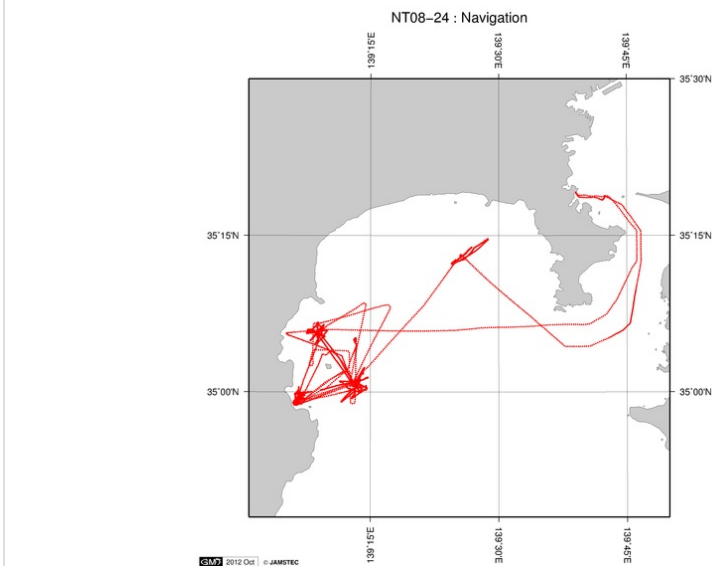 NT08−24 : Navigation
139˚15'E 139˚30'E 139˚45'E
35˚30'N
35˚15'N 35˚15'N
35˚00'N 35˚00'N
139˚15'E 139˚30'E 139˚45'E
GMT 2012 Oct © JAMSTEC